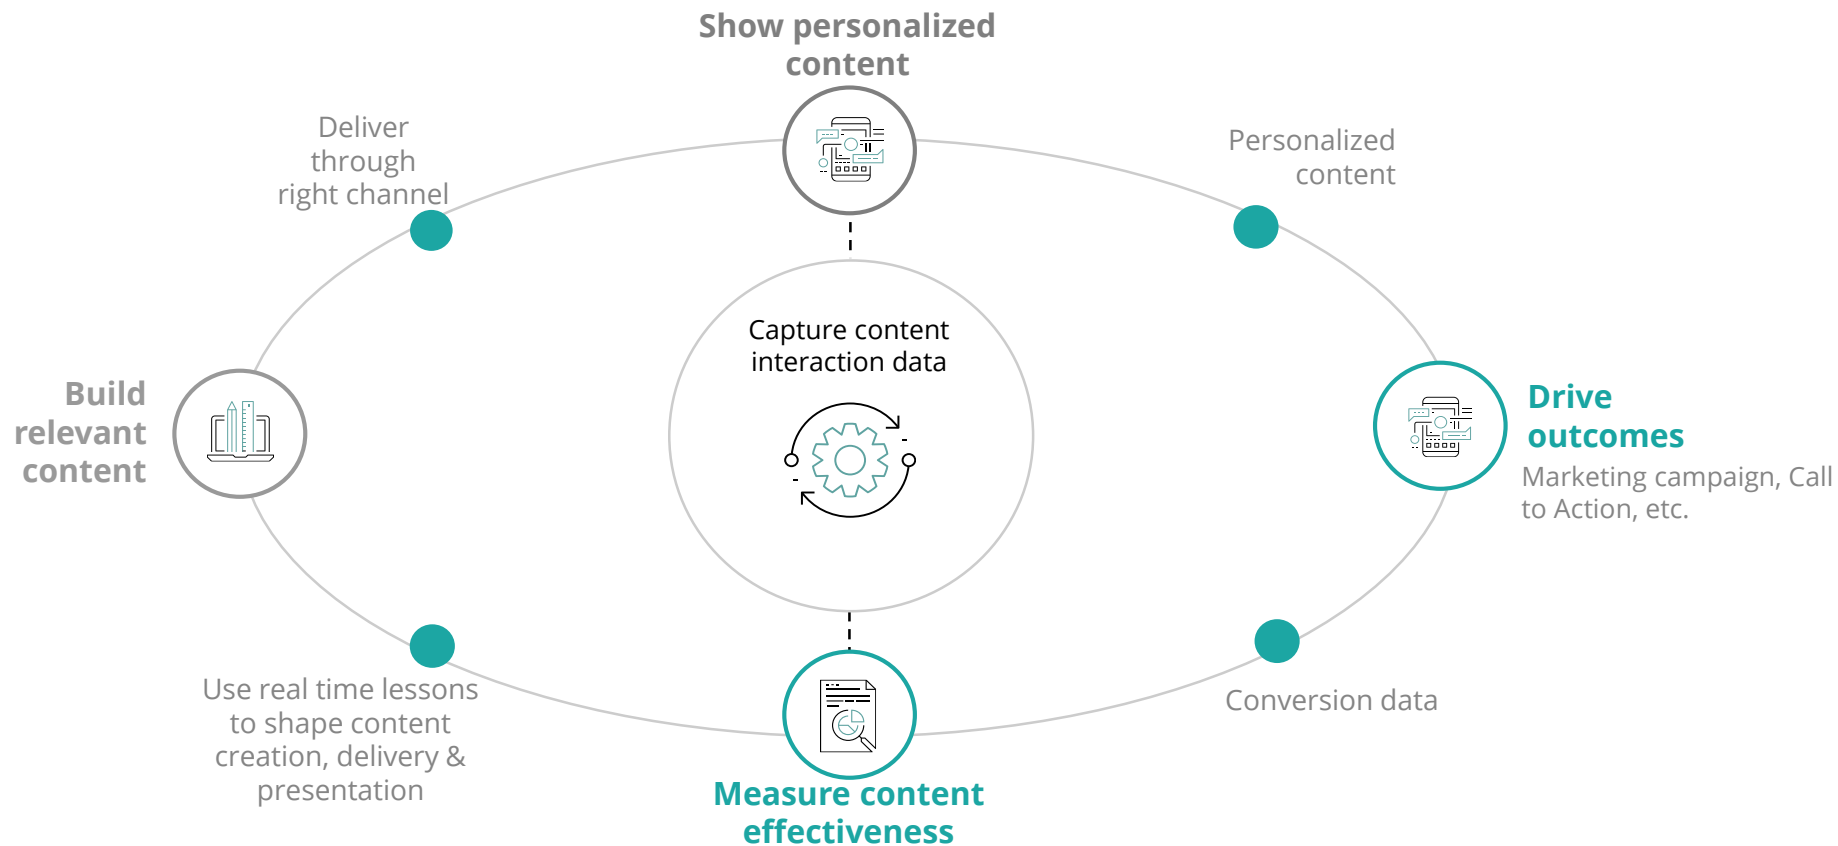 Show personalized
content
Deliver
through
right channel
Personalized
content
Capture content
interaction data
Build
relevant
content
Drive
outcomes
Marketing campaign, Call
to Action, etc.
Use real time lessons
to shape content
creation, delivery &
presentation
Conversion data
Measure content
effectiveness